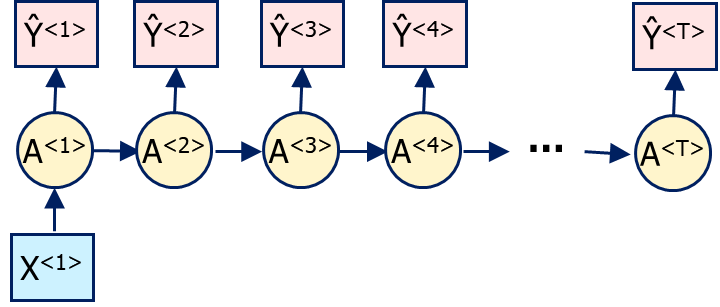 Ŷ<1> Ŷ<2> Ŷ<3> Ŷ<4> Ŷ<T>
A<1> A<2> A<3> A<4> ... A<T>
X<1>